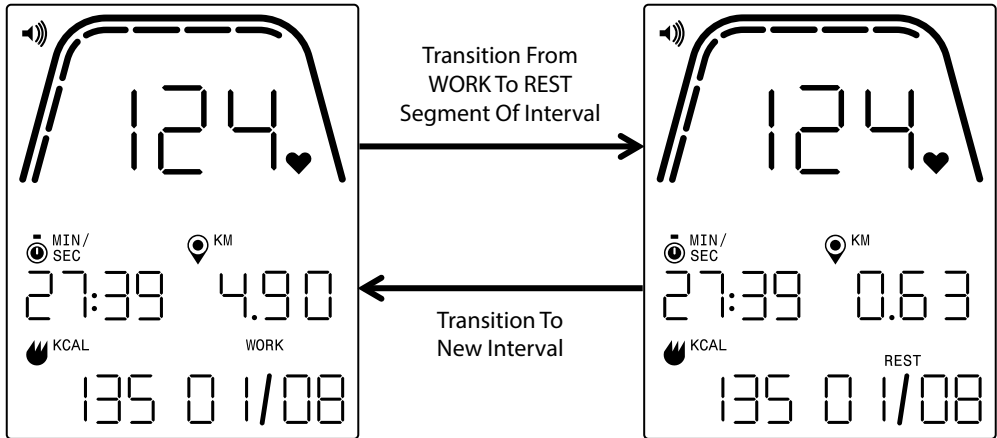 124
MIN/
SEC
KM
27:39
4.90
KCAL
WORK
135
01/08
Transition From
WORK To REST
Segment Of Interval
Transition To
New Interval
124
MIN/
SEC
KM
27:39
0.63
KCAL
REST
135
01/08